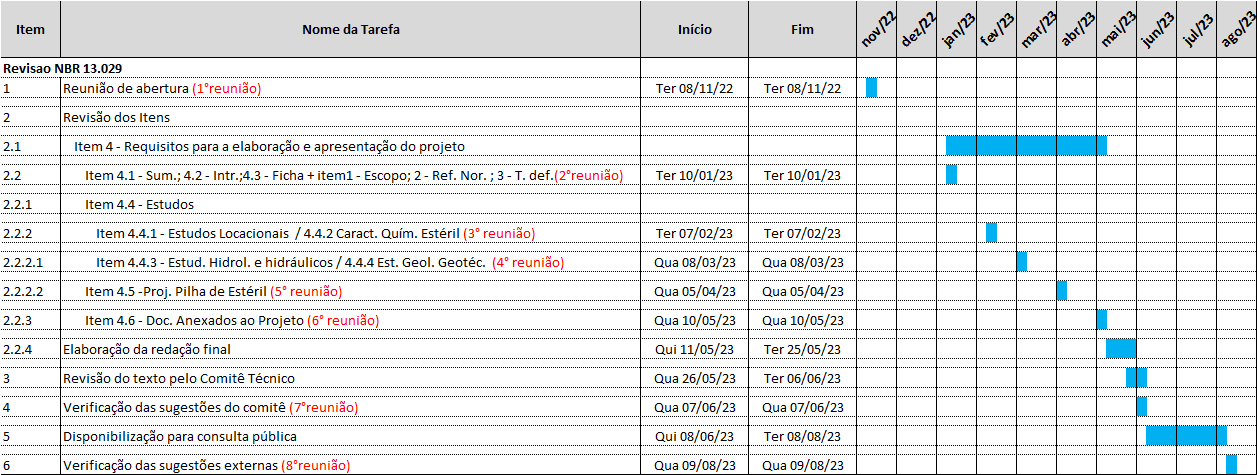 Item Nome da Tarefa Início Fim nov/22 dez/22 jan/23 fev/23 mar/23 abr/23 mai/23 jun/23 jul/23 ago/23
Revisao NBR 13.029
1 Reunião de abertura (1°reunião) Ter 08/11/22 Ter 08/11/22
2 Revisão dos Itens
2.1 Item 4 - Requisitos para a elaboração e apresentação do projeto
2.2 Item 4.1 - Sum.; 4.2 - Intr.;4.3 - Ficha + item1 - Escopo; 2 - Ref. Nor. ; 3 - T. def.(2°reunião) Ter 10/01/23 Ter 10/01/23
2.2.1 Item 4.4 - Estudos
2.2.2 Item 4.4.1 - Estudos Locacionais / 4.4.2 Caract. Quím. Estéril (3° reunião) Ter 07/02/23 Ter 07/02/23
2.2.2.1 Item 4.4.3 - Estud. Hidrol. e hidráulicos / 4.4.4 Est. Geol. Geotéc. (4° reunião) Qua 08/03/23 Qua 08/03/23
2.2.2.2 Item 4.5 -Proj. Pilha de Estéril (5° reunião) Qua 05/04/23 Qua 05/04/23
2.2.3 Item 4.6 - Doc. Anexados ao Projeto (6° reunião) Qua 10/05/23 Qua 10/05/23
2.2.4 Elaboração da redação final Qui 11/05/23 Ter 25/05/23
3 Revisão do texto pelo Comitê Técnico Qua 26/05/23 Ter 06/06/23
4 Verificação das sugestões do comitê (7°reunião) Qua 07/06/23 Qua 07/06/23
5 Disponibilização para consulta pública Qui 08/06/23 Ter 08/08/23
6 Verificação das sugestões externas (8°reunião) Qua 09/08/23 Qua 09/08/23